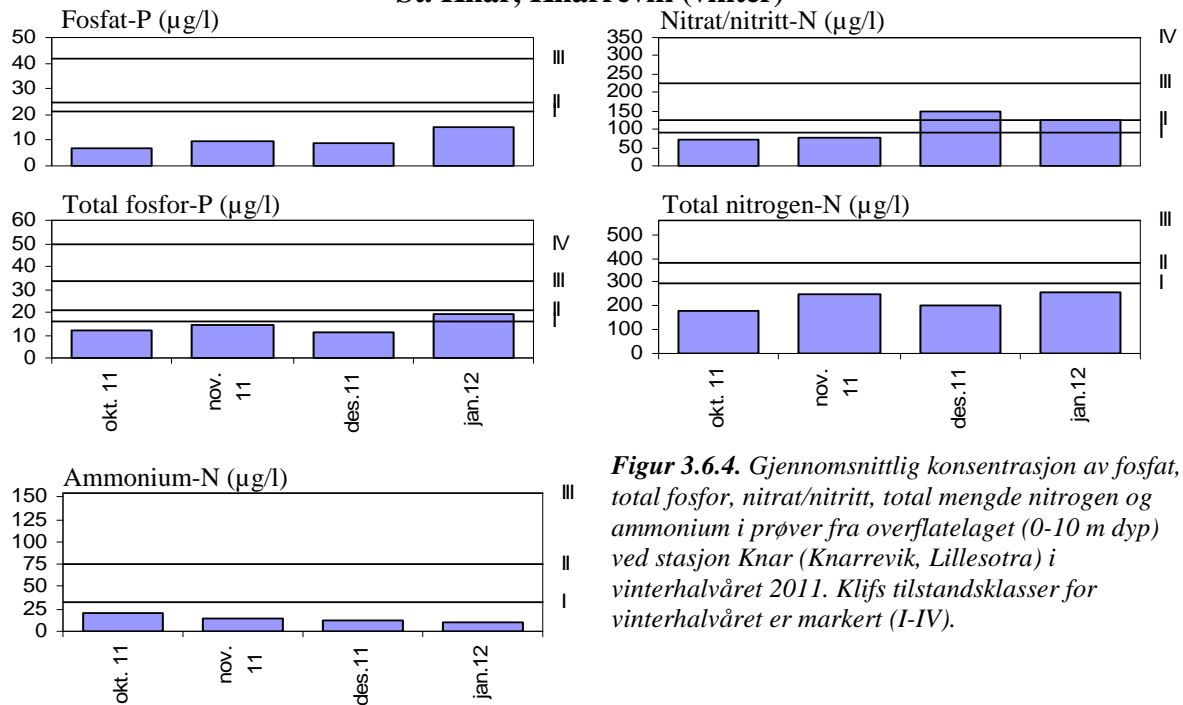 St. Knar, Knarrevik (vinter)
Fosfat-P (µg/l)
50
40
30
20
10
0
III
II
I
Nitrat/nitritt-N (µg/l)
350
300
250
200
150
100
50
0
IV
III
II
I
Total fosfor-P (µg/l)
60
50
40
30
20
10
0
IV
III
II
I
okt. 11
nov.
11
des.11
jan.12
Total nitrogen-N (µg/l)
500
400
300
200
100
0
III
II
I
okt. 11
nov.
11
des.11
jan.12
Ammonium-N (µg/l)
150
125
100
75
50
25
0
III
II
I
okt. 11
nov.
11
des.11
jan.12
Figur 3.6.4. Gjennomsnittlig konsentrasjon av fosfat,
total fosfor, nitrat/nitritt, total mengde nitrogen og
ammonium i prøver fra overflatelaget (0-10 m dyp)
ved stasjon Knar (Knarrevik, Lillesotra) i
vinterhalvåret 2011. Klifs tilstandsklasser for
vinterhalvåret er markert (I-IV).